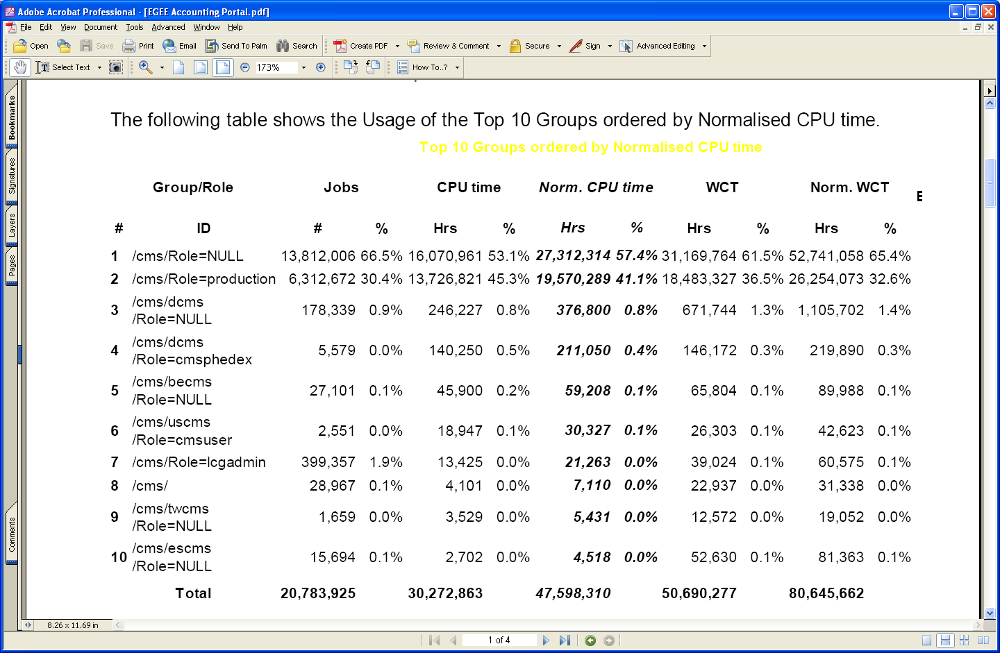 Adobe Acrobat Professional - [EGEE Accounting Portal.pdf]
File Edit View Document Tools Advanced Window Help
Open Save Print Email Send To Palm Search Create PDF Review & Comment Secure Sign Advanced Editing
Select Text 173% How To..?
Bookmarks
Signatures
Layers
Pages
Comments
The following table shows the Usage of the Top 10 Groups ordered by Normalised CPU time.
Top 10 Groups ordered by Normalised CPU time
Group/Role Jobs CPU time Norm. CPU time WCT Norm. WCT E
# ID # % Hrs % Hrs % Hrs % Hrs %
1 /cms/Role=NULL 13,812,006 66.5% 16,070,961 53.1% 27,312,314 57.4% 31,169,764 61.5% 52,741,058 65.4%
2 /cms/Role=production 6,312,672 30.4% 13,726,821 45.3% 19,570,289 41.1% 18,483,327 36.5% 26,254,073 32.6%
/cms/dcms
3 /Role=NULL 178,339 0.9% 246,227 0.8% 376,800 0.8% 671,744 1.3% 1,105,702 1.4%
/cms/dcms
4 /Role=cmsphedex 5,579 0.0% 140,250 0.5% 211,050 0.4% 146,172 0.3% 219,890 0.3%
/cms/becms
5 /Role=NULL 27,101 0.1% 45,900 0.2% 59,208 0.1% 65,804 0.1% 89,988 0.1%
/cms/uscms
6 /Role=cmsuser 2,551 0.0% 18,947 0.1% 30,327 0.1% 26,303 0.1% 42,623 0.1%
7 /cms/Role=lcgadmin 399,357 1.9% 13,425 0.0% 21,263 0.0% 39,024 0.1% 60,575 0.1%
8 /cms/ 28,967 0.1% 4,101 0.0% 7,110 0.0% 22,937 0.0% 31,338 0.0%
/cms/twcms
9 /Role=NULL 1,659 0.0% 3,529 0.0% 5,431 0.0% 12,572 0.0% 19,052 0.0%
/cms/escms
10 /Role=NULL 15,694 0.1% 2,702 0.0% 4,518 0.0% 52,630 0.1% 81,363 0.1%
Total 20,783,925 30,272,863 47,598,310 50,690,277 80,645,662
8.26 x 11.69 in
1 of 4